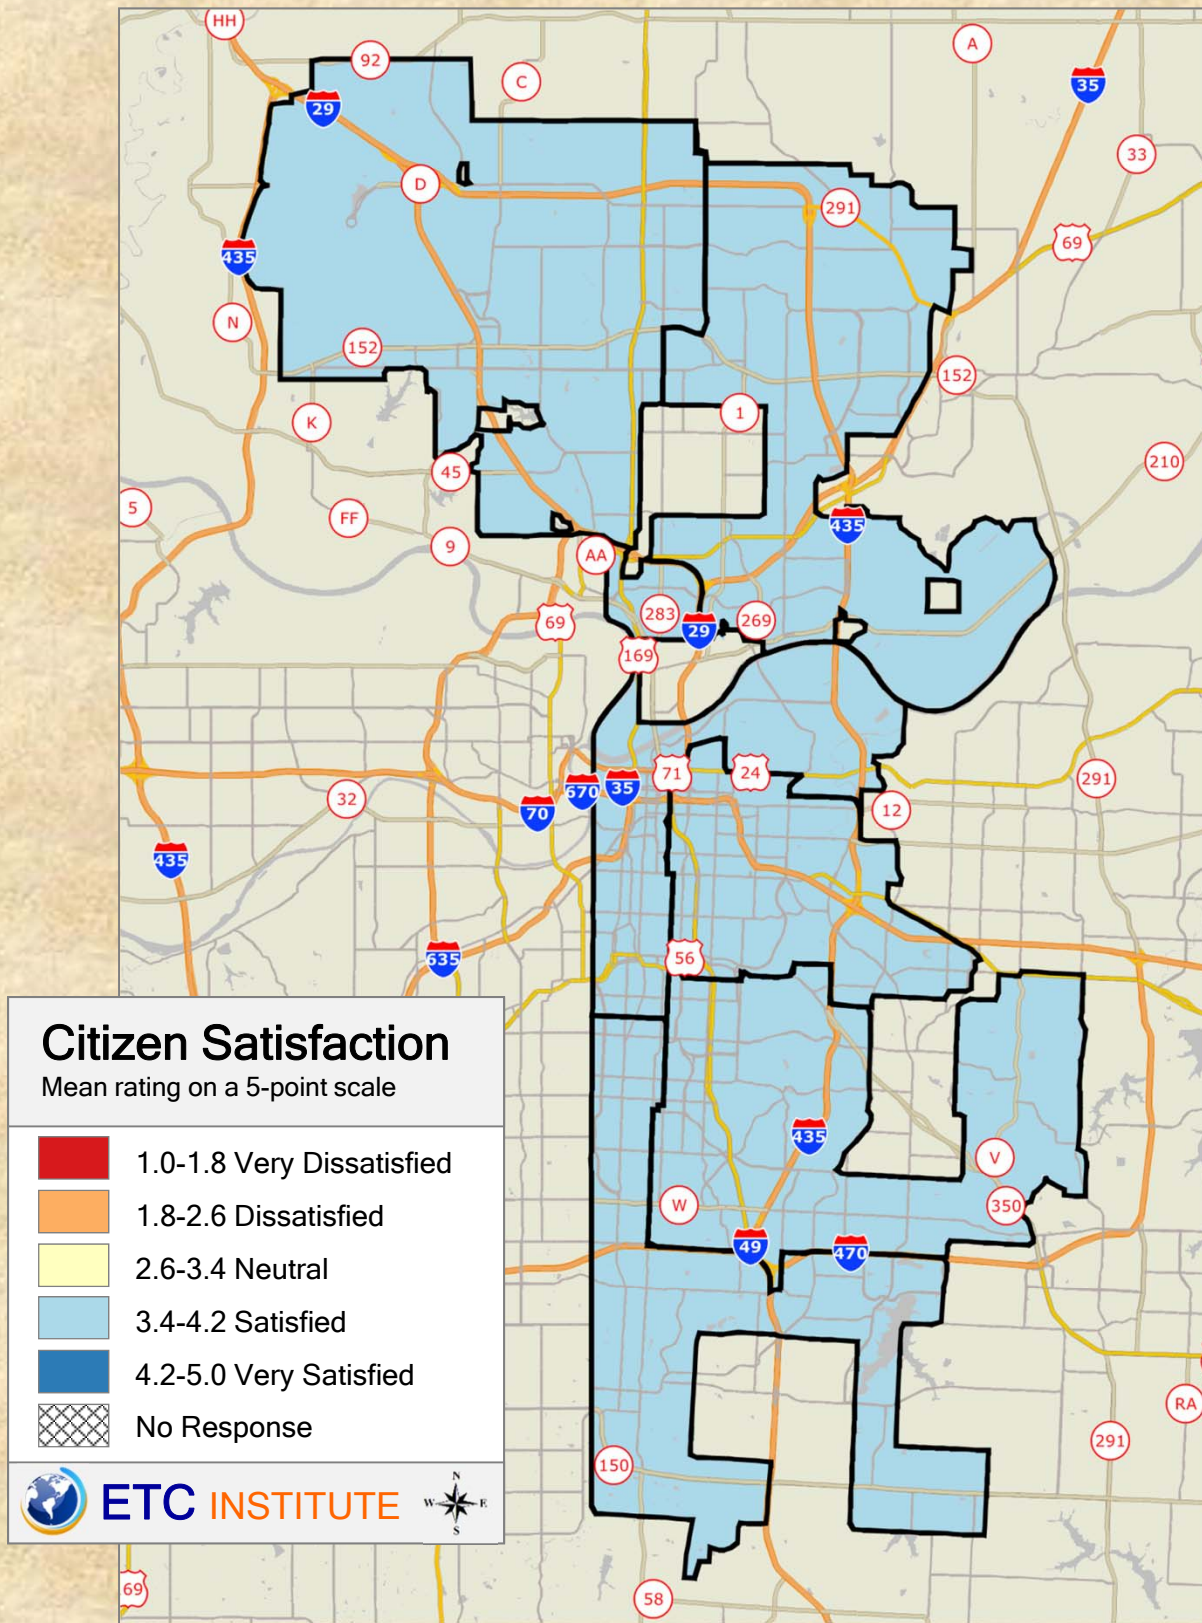 HH
92
A
C
35
29
33
D
291
69
435
N
152
152
K
1
45
210
5
FF
435
9
AA
283
269
69
29
169
71
24
291
670
35
32
12
70
435
56
635
Citizen Satisfaction
Mean rating on a 5-point scale
435
1.0-1.8 Very Dissatisfied
V
W
350
1.8-2.6 Dissatisfied
49
470
2.6-3.4 Neutral
3.4-4.2 Satisfied
4.2-5.0 Very Satisfied
RA
No Response
291
150
ETC INSTITUTE
N
W
E
S
69
58